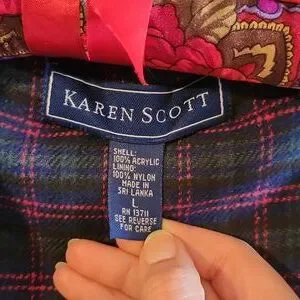 KAREN SCOTT
SHELL:
100% ACRYLIC
LINING:
100% NYLON
MADE IN
SRI LANKA
L
RN 13711
SEE REVERSE
FOR CARE